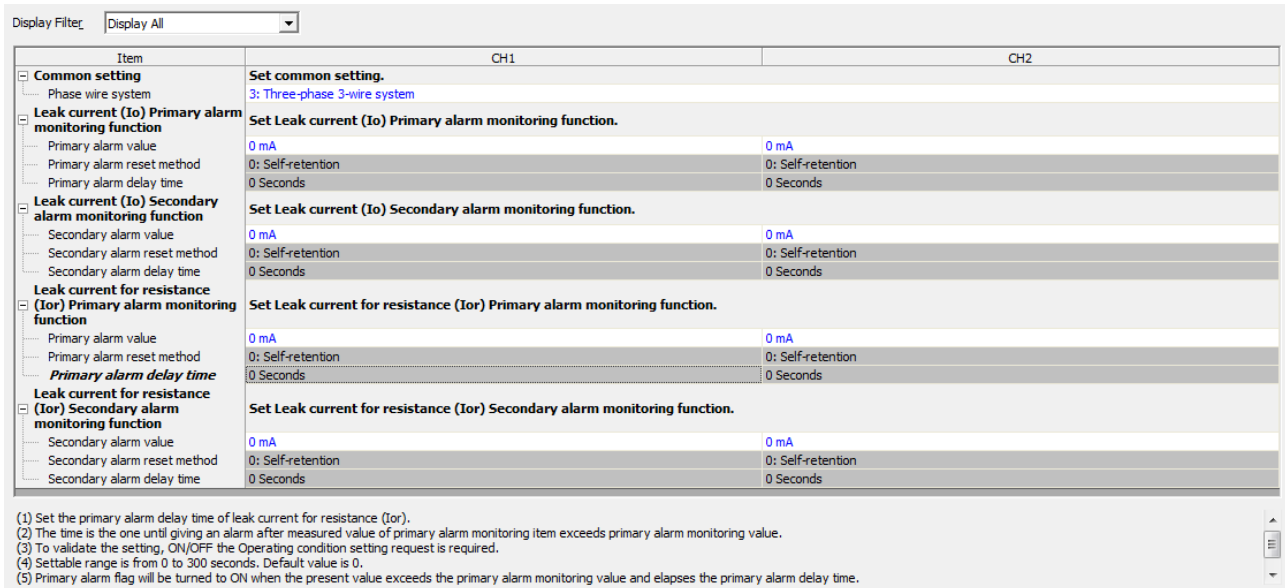 Display Filter Display All
Item CH1 CH2
Common setting Set common setting.
Phase wire system 3: Three-phase 3-wire system
Leak current (Io) Primary alarm
monitoring function Set Leak current (Io) Primary alarm monitoring function.
Primary alarm value 0 mA 0 mA
Primary alarm reset method 0: Self-retention 0: Self-retention
Primary alarm delay time 0 Seconds 0 Seconds
Leak current (Io) Secondary
alarm monitoring function Set Leak current (Io) Secondary alarm monitoring function.
Secondary alarm value 0 mA 0 mA
Secondary alarm reset method 0: Self-retention 0: Self-retention
Secondary alarm delay time 0 Seconds 0 Seconds
Leak current for resistance
(Ior) Primary alarm monitoring Set Leak current for resistance (Ior) Primary alarm monitoring function.
function
Primary alarm value 0 mA 0 mA
Primary alarm reset method 0: Self-retention 0: Self-retention
Primary alarm delay time 0 Seconds 0 Seconds
Leak current for resistance
(Ior) Secondary alarm Set Leak current for resistance (Ior) Secondary alarm monitoring function.
monitoring function
Secondary alarm value 0 mA 0 mA
Secondary alarm reset method 0: Self-retention 0: Self-retention
Secondary alarm delay time 0 Seconds 0 Seconds
(1) Set the primary alarm delay time of leak current for resistance (Ior).
(2) The time is the one until giving an alarm after measured value of primary alarm monitoring item exceeds primary alarm monitoring value.
(3) To validate the setting, ON/OFF the Operating condition setting request is required.
(4) Settable range is from 0 to 300 seconds. Default value is 0.
(5) Primary alarm flag will be turned to ON when the present value exceeds the primary alarm monitoring value and elapses the primary alarm delay time.